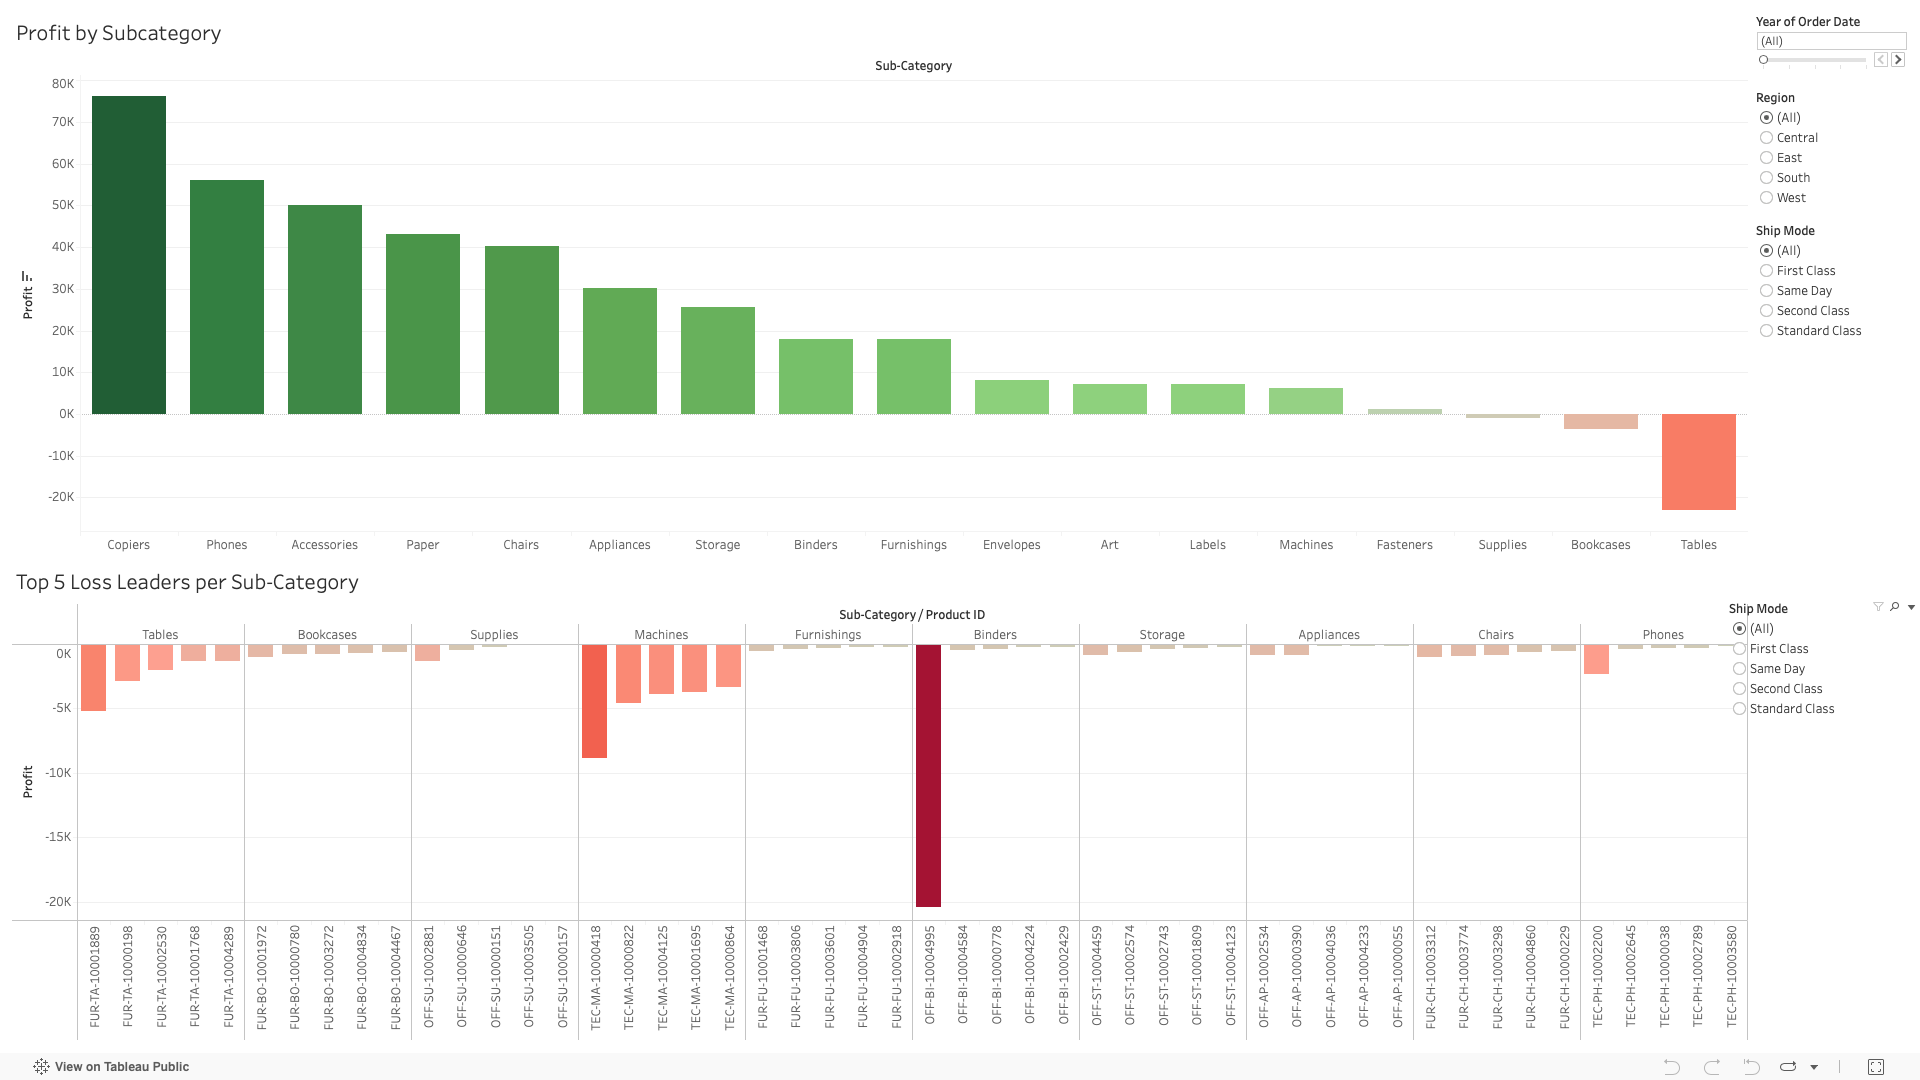 Profit by Subcategory
Sub-Category
80K
70K
60K
50K
40K
30K
20K
10K
0K
-10K
-20K
Profit
Copiers Phones Accessories Paper Chairs Appliances Storage Binders Furnishings Envelopes Art Labels Machines Fasteners Supplies Bookcases Tables
Year of Order Date
(All)
Region
(All)
Central
East
South
West
Ship Mode
(All)
First Class
Same Day
Second Class
Standard Class
Top 5 Loss Leaders per Sub-Category
Sub-Category / Product ID
Tables Bookcases Supplies Machines Furnishings Binders Storage Appliances Chairs Phones
0K
-5K
-10K
-15K
-20K
Profit
FUR-TA-10001889
FUR-TA-10000198
FUR-TA-10002530
FUR-TA-10001768
FUR-TA-10004289
FUR-BO-10001972
FUR-BO-10000780
FUR-BO-10003272
FUR-BO-10004834
FUR-BO-10004467
OFF-SU-10002881
OFF-SU-10000646
OFF-SU-10000151
OFF-SU-10003505
OFF-SU-10000157
TEC-MA-10000418
TEC-MA-10000822
TEC-MA-10004125
TEC-MA-10001695
TEC-MA-10000864
FUR-FU-10001468
FUR-FU-10003806
FUR-FU-10003601
FUR-FU-10004904
FUR-FU-10002918
OFF-BI-10004995
OFF-BI-10004584
OFF-BI-10000778
OFF-BI-10004224
OFF-BI-10002429
OFF-ST-10004459
OFF-ST-10002574
OFF-ST-10002743
OFF-ST-10001809
OFF-ST-10004123
OFF-AP-10002534
OFF-AP-10000390
OFF-AP-10004036
OFF-AP-10004233
OFF-AP-10000055
FUR-CH-10003312
FUR-CH-10003774
FUR-CH-10003298
FUR-CH-10004860
FUR-CH-10000229
TEC-PH-10002200
TEC-PH-10002645
TEC-PH-10000038
TEC-PH-10002789
TEC-PH-10003580
Ship Mode
(All)
First Class
Same Day
Second Class
Standard Class
View on Tableau Public